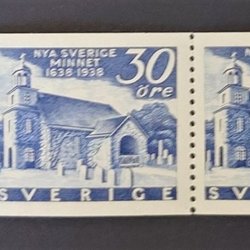 NYA SVERIGE
MINNET
1638 1938
30
öre
SVERIGE
S